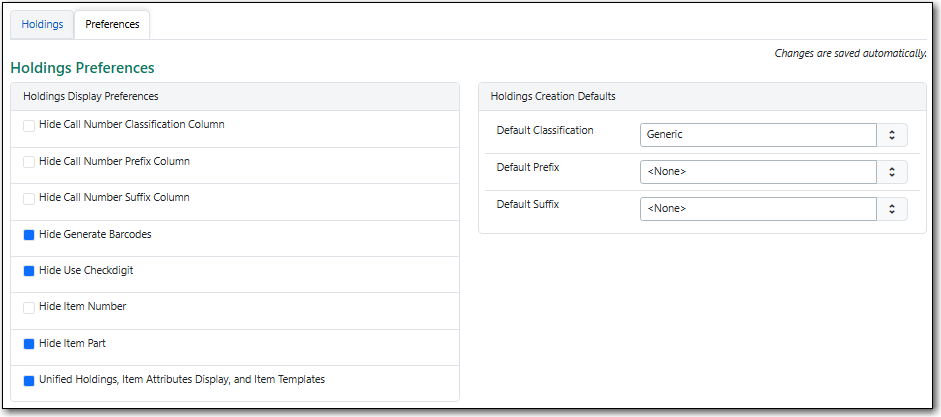 Holdings
Preferences
Changes are saved automatically.
Holdings Preferences
Holdings Display Preferences
Hide Call Number Classification Column
Hide Call Number Prefix Column
Hide Call Number Suffix Column
Hide Generate Barcodes
Hide Use Checkdigit
Hide Item Number
Hide Item Part
Unified Holdings, Item Attributes Display, and Item Templates
Holdings Creation Defaults
Default Classification
Generic
Default Prefix
<None>
Default Suffix
<None>